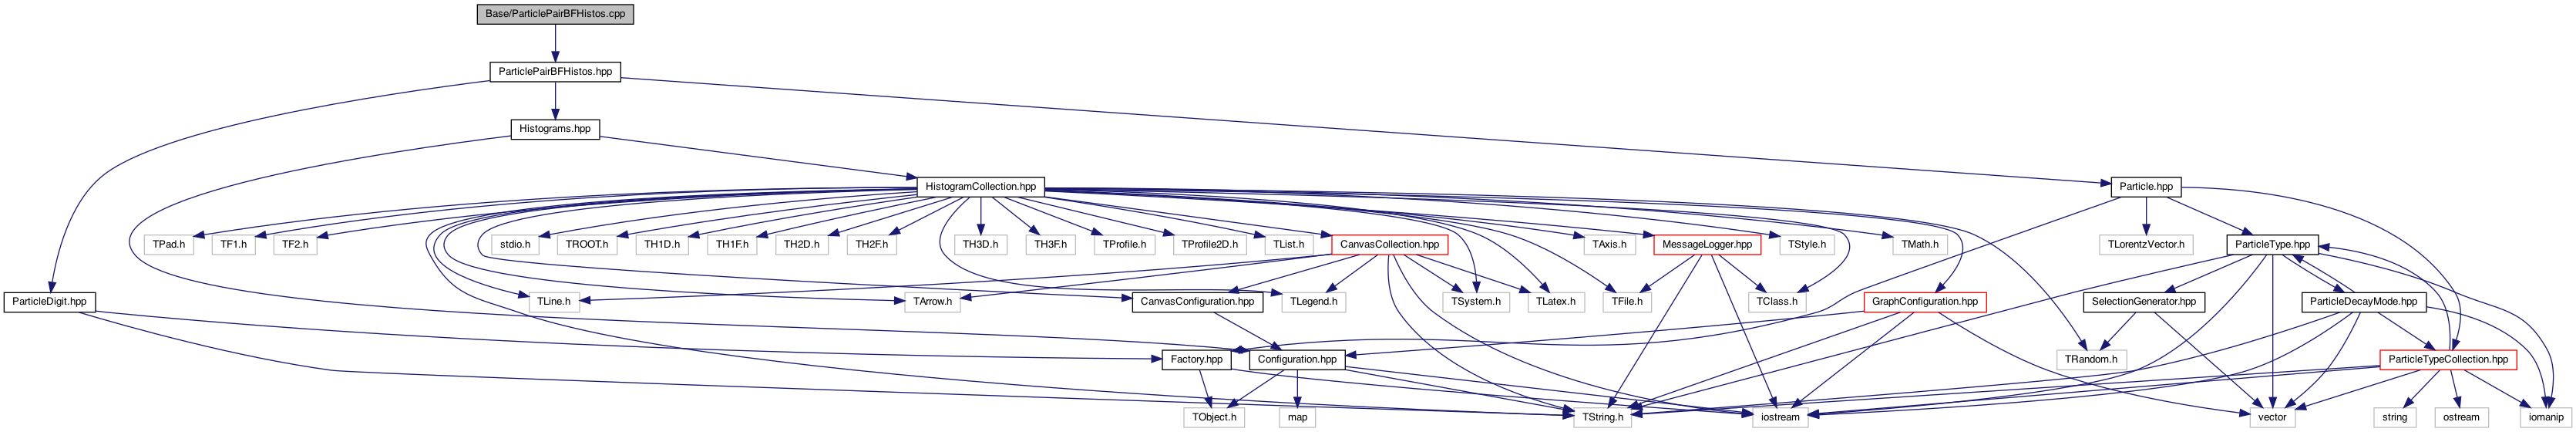 Base/ParticlePairBFHistos.cpp
ParticlePairBFHistos.hpp
Histograms.hpp
HistogramCollection.hpp
Particle.hpp
TPad.h
TF1.h
TF2.h
stdio.h
TROOT.h
TH1D.h
TH1F.h
TH2D.h
TH2F.h
TH3D.h
TH3F.h
TProfile.h
TProfile2D.h
TList.h
CanvasCollection.hpp
TAxis.h
MessageLogger.hpp
TStyle.h
TMath.h
TLorentzVector.h
ParticleType.hpp
ParticleDigit.hpp
TLine.h
TArrow.h
CanvasConfiguration.hpp
TLegend.h
TSystem.h
TLatex.h
TFile.h
TClass.h
GraphConfiguration.hpp
SelectionGenerator.hpp
ParticleDecayMode.hpp
Factory.hpp
Configuration.hpp
TRandom.h
ParticleTypeCollection.hpp
TObject.h
map
TString.h
iostream
vector
string
ostream
iomanip